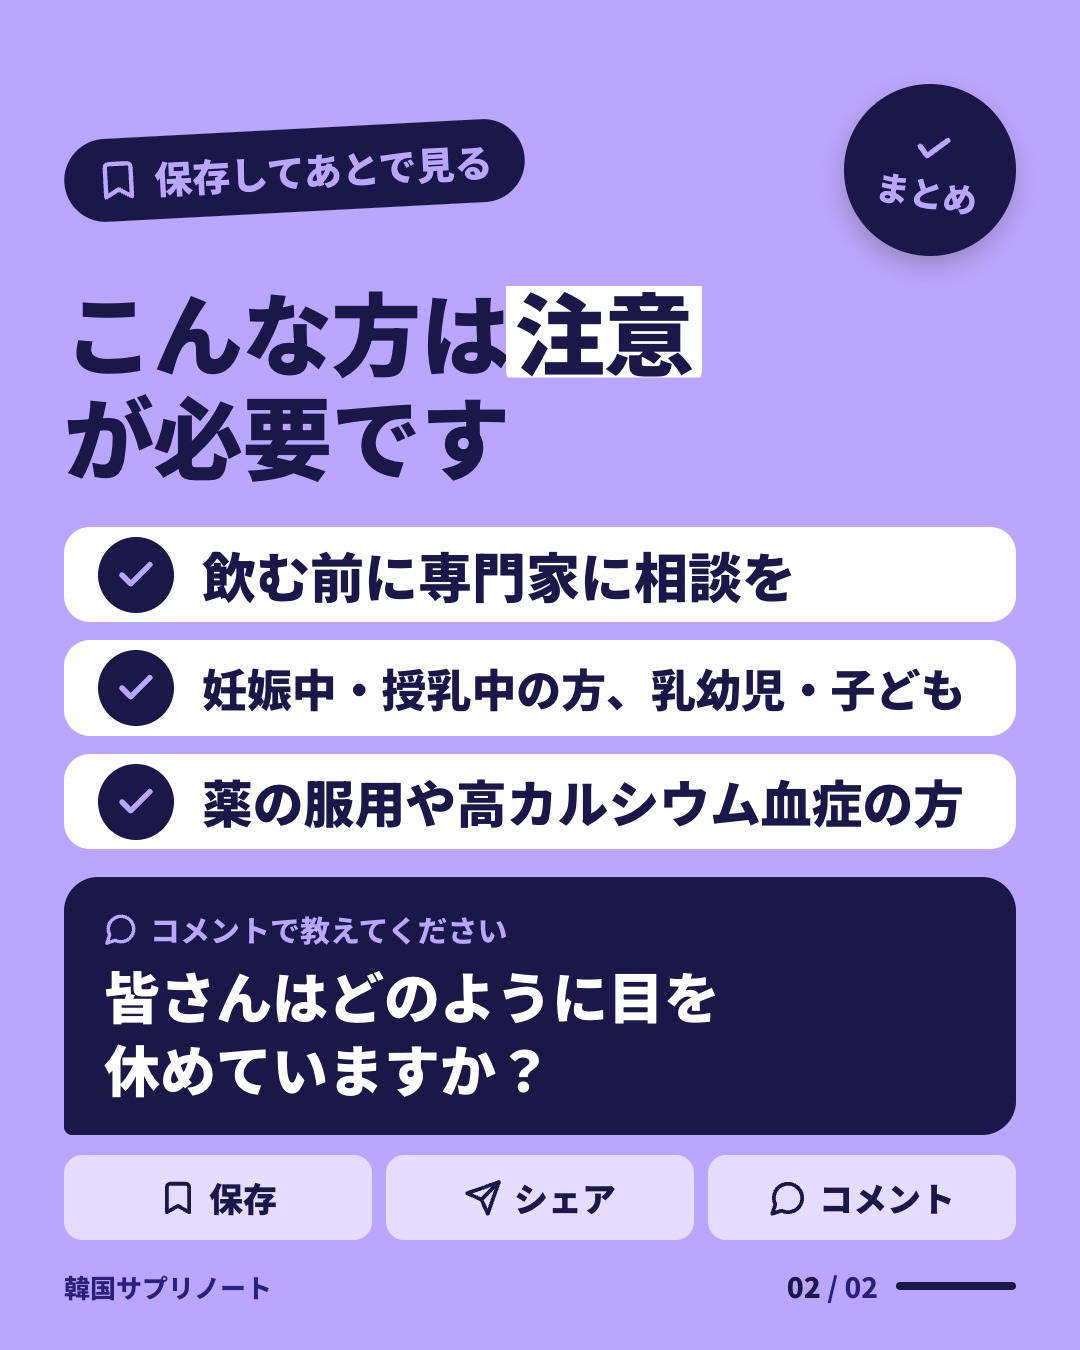 保存してあとで見る
まとめ
こんな方は注意
が必要です
飲む前に専門家に相談を
妊娠中・授乳中の方、乳幼児・子ども
薬の服用や高カルシウム血症の方
コメントで教えてください
皆さんはどのように目を
休めていますか？
保存
シェア
コメント
韓国サプリノート
02 / 02